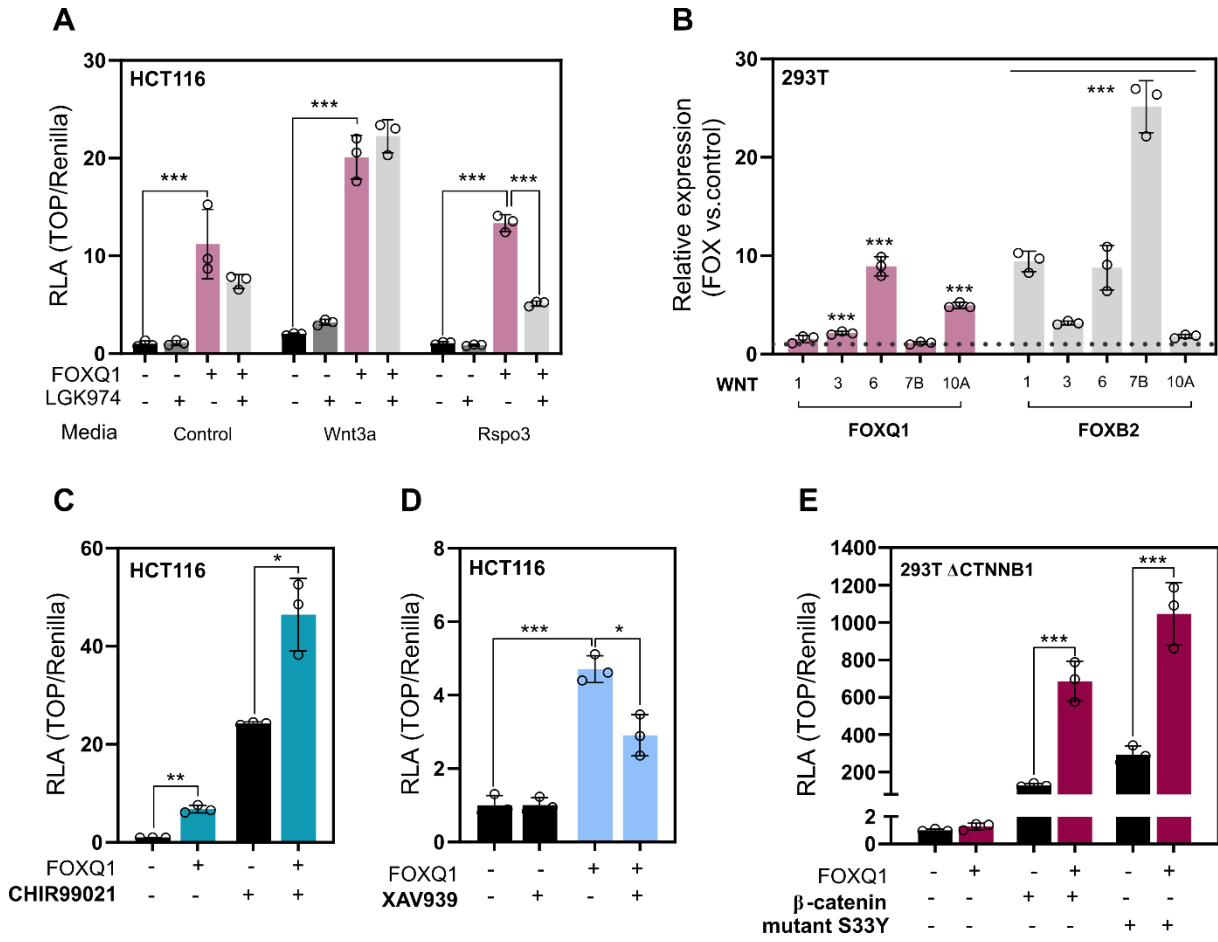 A
HCT116
RLA (TOP/Renilla)
30
20
10
0
***
***
*** ***
FOXQ1 - - + + - - + + - - + +
LGK974 - + - + - + - + - + - +
Media Control Wnt3a Rspo3
B
293T
Relative expression
(FOX vs.control)
30
20
10
0
***
***
***
***
WNT 1 3 6 7B 10A 1 3 6 7B 10A
FOXQ1 FOXB2
C
HCT116
RLA (TOP/Renilla)
60
40
20
0
**
*
FOXQ1 - + - +
CHIR99021 - - + +
D
HCT116
RLA (TOP/Renilla)
8
6
4
2
0
***
*
FOXQ1 - - + +
XAV939 - + - +
E
293T ΔCTNNB1
RLA (TOP/Renilla)
1400
1200
1000
800
600
400
200
2
0
***
***
FOXQ1 - + - + - +
β-catenin - - + + - -
mutant S33Y - - - - + +